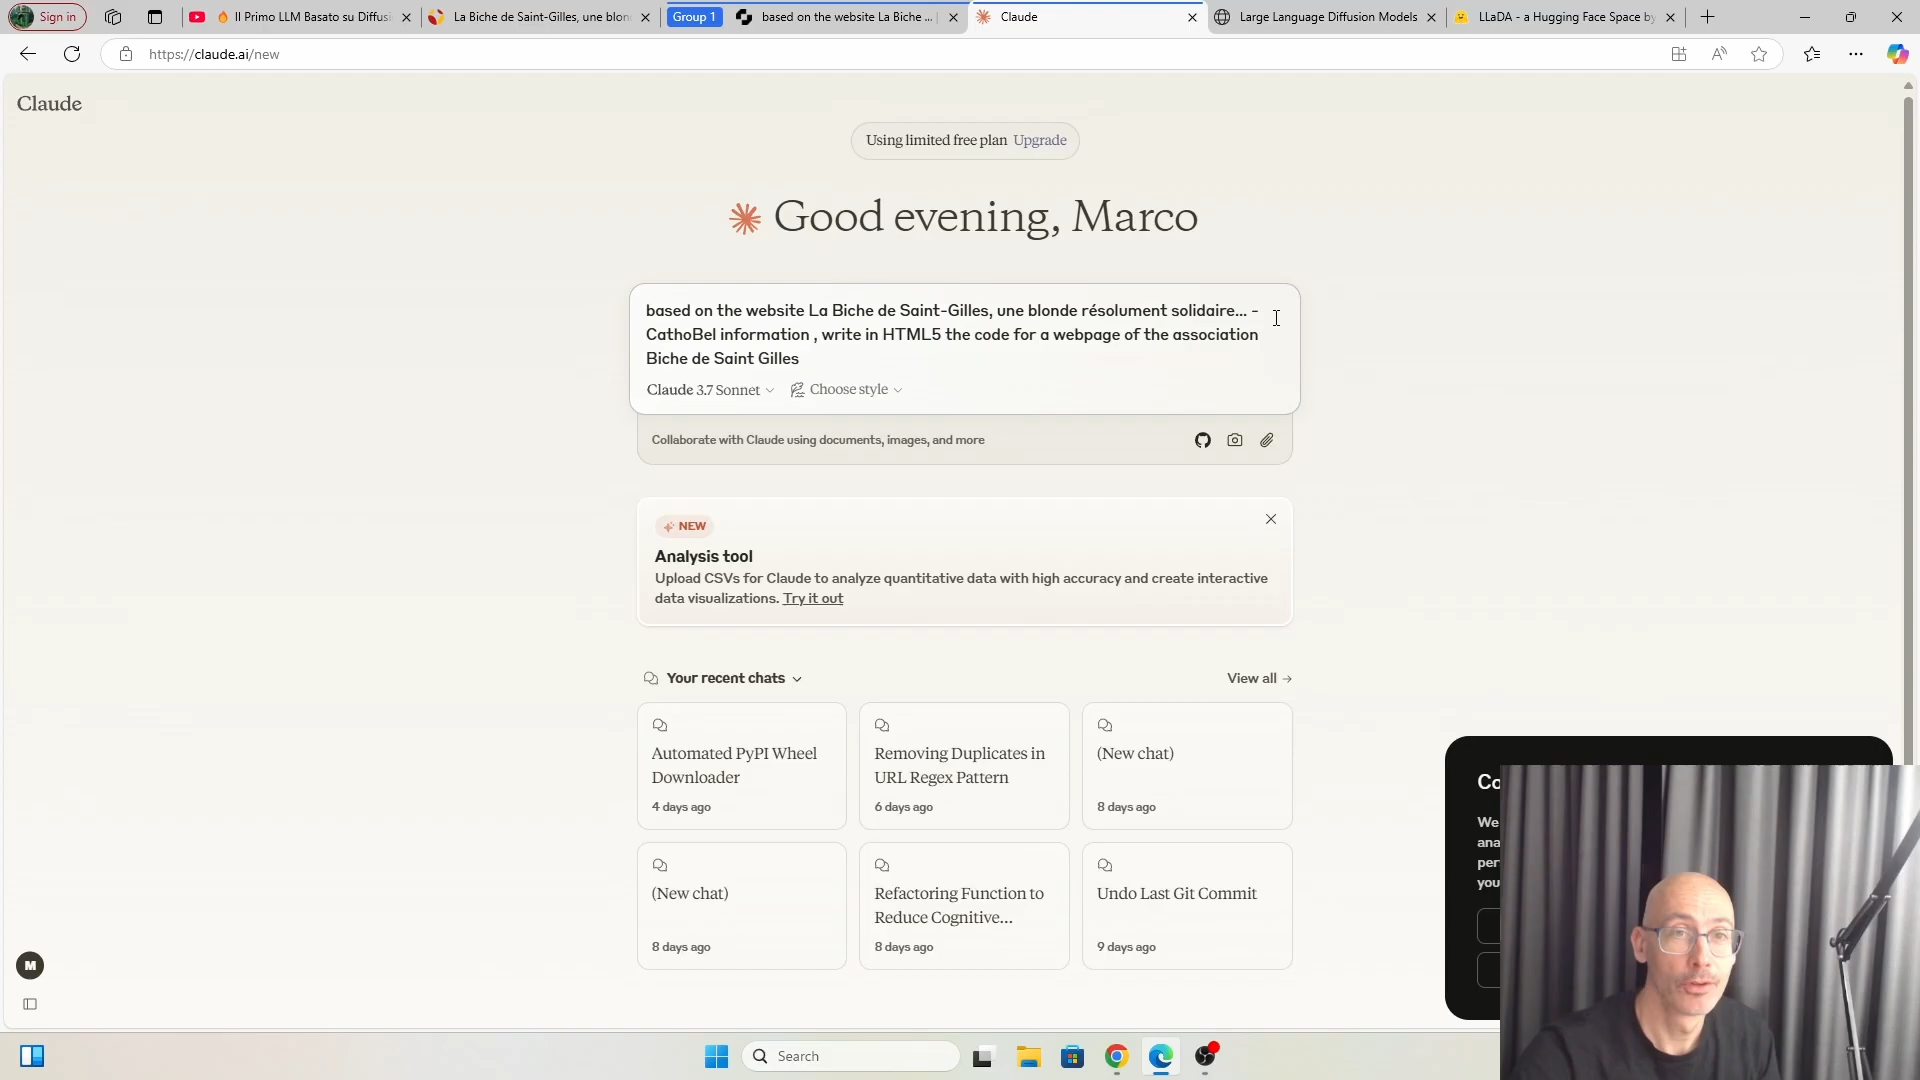 Sign in
Il Primo LLM Basato su Diffus
La Biche de Saint-Gilles, une blon
Group 1
based on the website La Biche ...
Claude
Large Language Diffusion Models
LLaDA - a Hugging Face Space by
https://claude.ai/new
Claude
Using limited free plan Upgrade
Good evening, Marco
based on the website La Biche de Saint-Gilles, une blonde résolument solidaire... -
CathoBel information , write in HTML5 the code for a webpage of the association
Biche de Saint Gilles
Claude 3.7 Sonnet
Choose style
Collaborate with Claude using documents, images, and more
NEW
Analysis tool
Upload CSVs for Claude to analyze quantitative data with high accuracy and create interactive
data visualizations. Try it out
Your recent chats
View all
Automated PyPI Wheel
Downloader
4 days ago
Removing Duplicates in
URL Regex Pattern
6 days ago
(New chat)
8 days ago
(New chat)
8 days ago
Refactoring Function to
Reduce Cognitive...
8 days ago
Undo Last Git Commit
9 days ago
Co
We
ana
per
you
M
Search